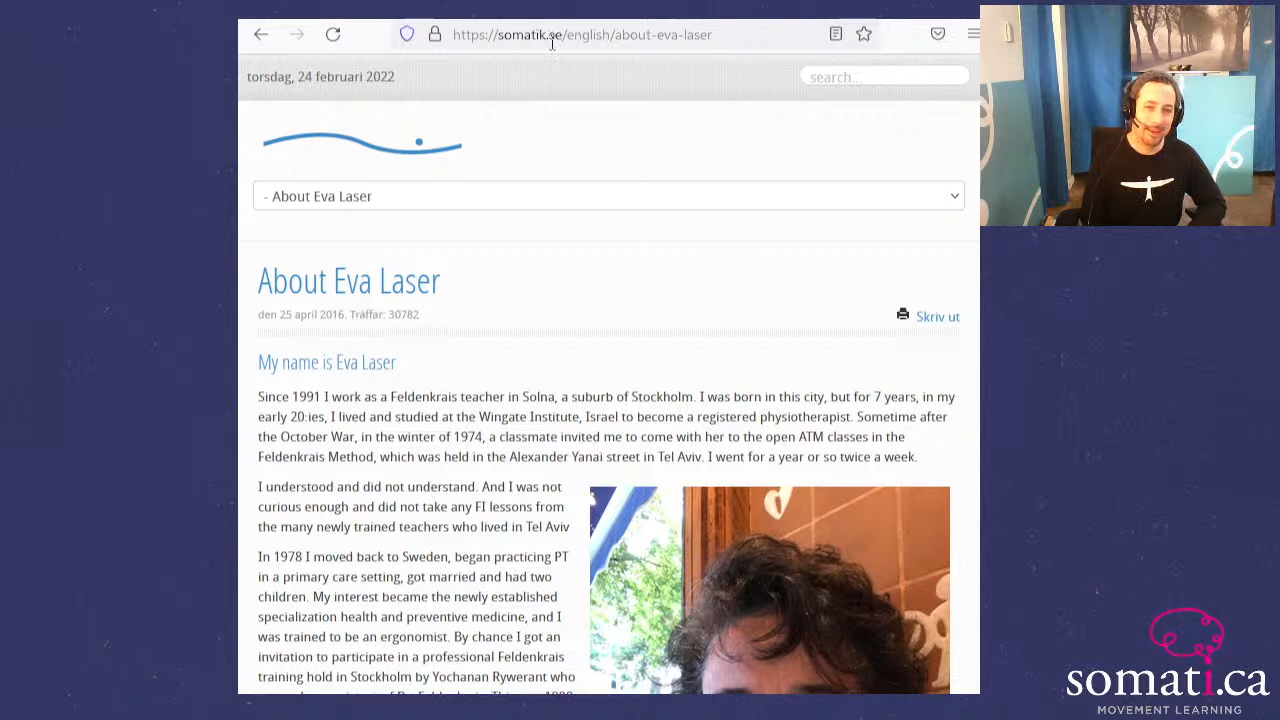 https://somatik.se/english/about-eva-laser
torsdag, 24 februari 2022
search...
- About Eva Laser
About Eva Laser
den 25 april 2016. Träffar: 30782
Skriv ut
My name is Eva Laser
Since 1991 I work as a Feldenkrais teacher in Solna, a suburb of Stockholm. I was born in this city, but for 7 years, in my
early 20:ies, I lived and studied at the Wingate Institute, Israel to become a registered physiotherapist. Sometime after
the October War, in the winter of 1974, a classmate invited me to come with her to the open ATM classes in the
Feldenkrais Method, which was held in the Alexander Yanai street in Tel Aviv. I went for a year or so twice a week.
I understood and did not understand. And I was not
curious enough and did not take any FI lessons from
the many newly trained teachers who lived in Tel Aviv
In 1978 I moved back to Sweden, began practicing PT
in a primary care setting, got married and had two
children. My interest became the newly established
specialization health and preventive medicine, and I
was trained to be an ergonomist. By chance I got an
invitation to participate in a professional Feldenkrais
training hold in Stockholm by Yochanan Rywerant who
somati.ca
MOVEMENT LEARNING